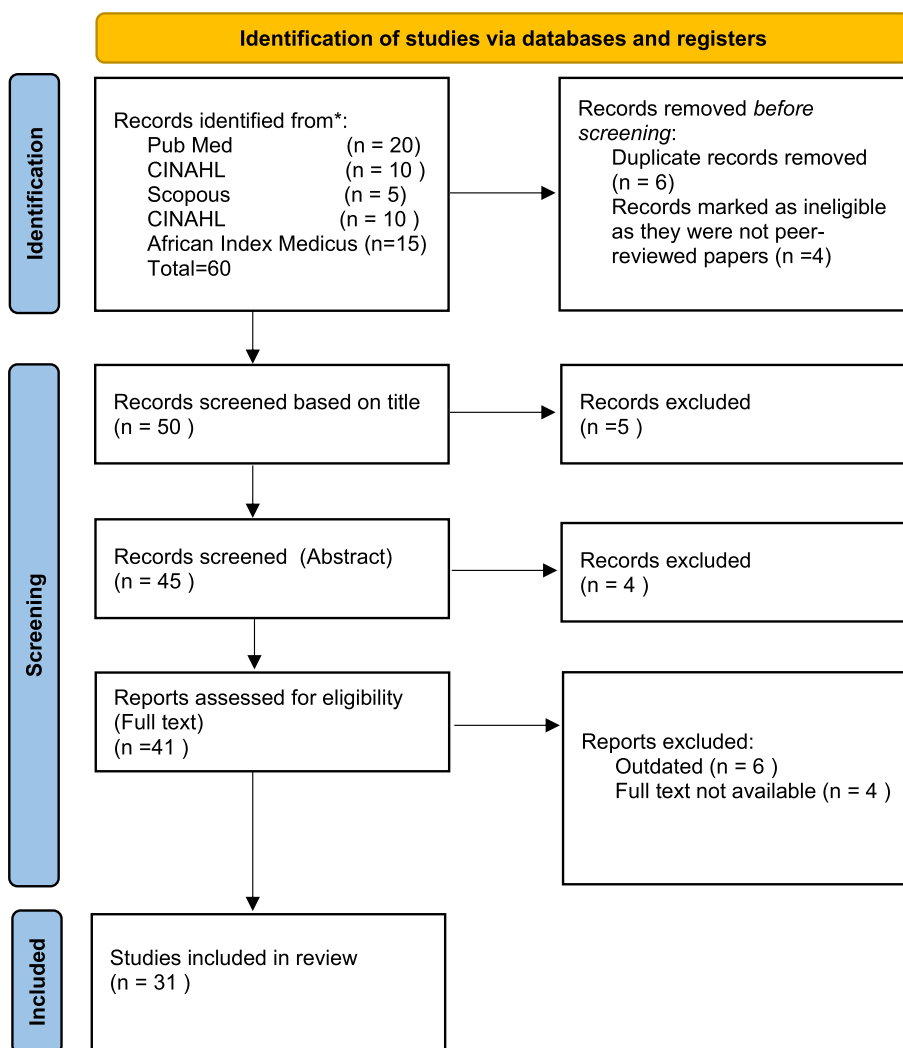 Identification of studies via databases and registers
Identification
Records identified from*:
Pub Med (n = 20)
CINAHL (n = 10 )
Scopous (n = 5)
CINAHL (n = 10 )
African Index Medicus (n=15)
Total=60
Records removed before
screening:
Duplicate records removed
(n = 6)
Records marked as ineligible
as they were not peer-
reviewed papers (n =4)
Screening
Records screened based on title
(n = 50 )
Records excluded
(n =5 )
Records screened  (Abstract)
(n = 45 )
Records excluded
(n = 4 )
Reports assessed for eligibility
(Full text)
(n =41 )
Reports excluded:
Outdated (n = 6 )
Full text not available (n = 4 )
Included
Studies included in review
(n = 31 )